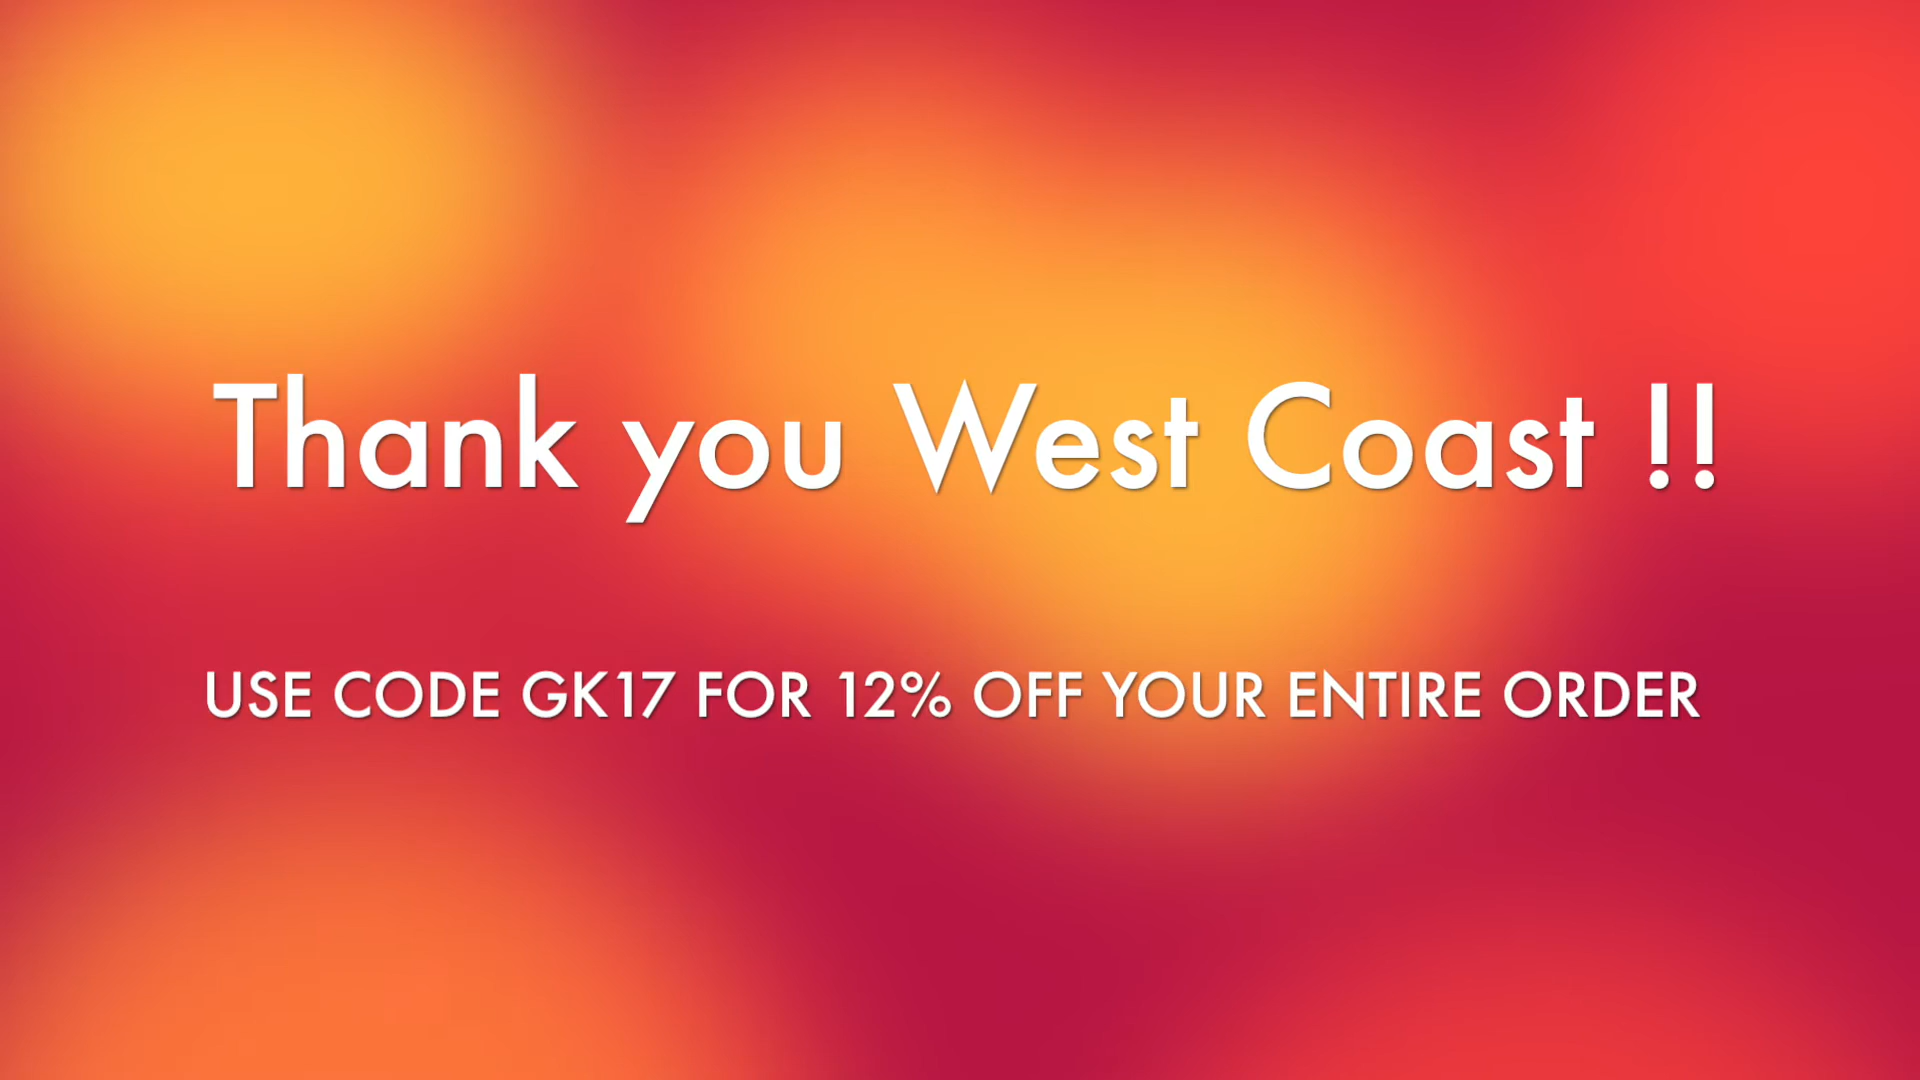 Thank you West Coast !!
USE CODE GK17 FOR 12% OFF YOUR ENTIRE ORDER